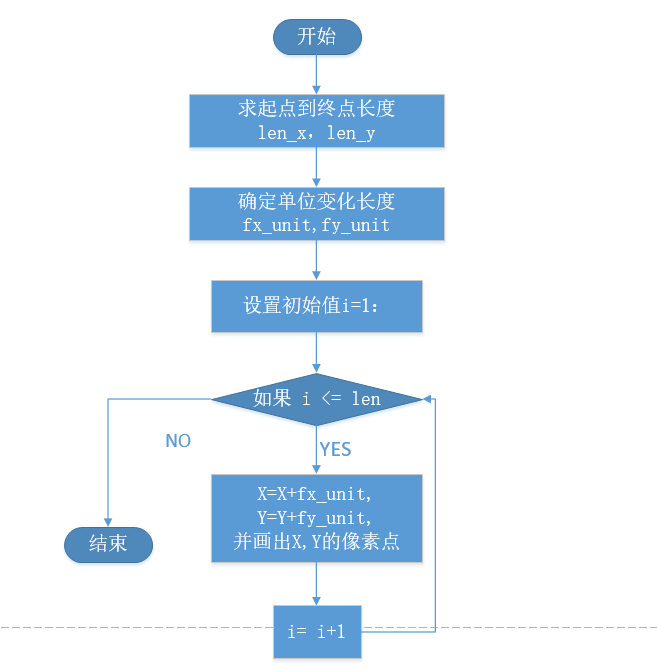 开始
求起点到终点长度
len_x，len_y
确定单位变化长度
fx_unit,fy_unit
设置初始值i=1：
如果 i <= len
NO
YES
X=X+fx_unit,
Y=Y+fy_unit,
并画出X,Y的像素点
结束
i= i+1